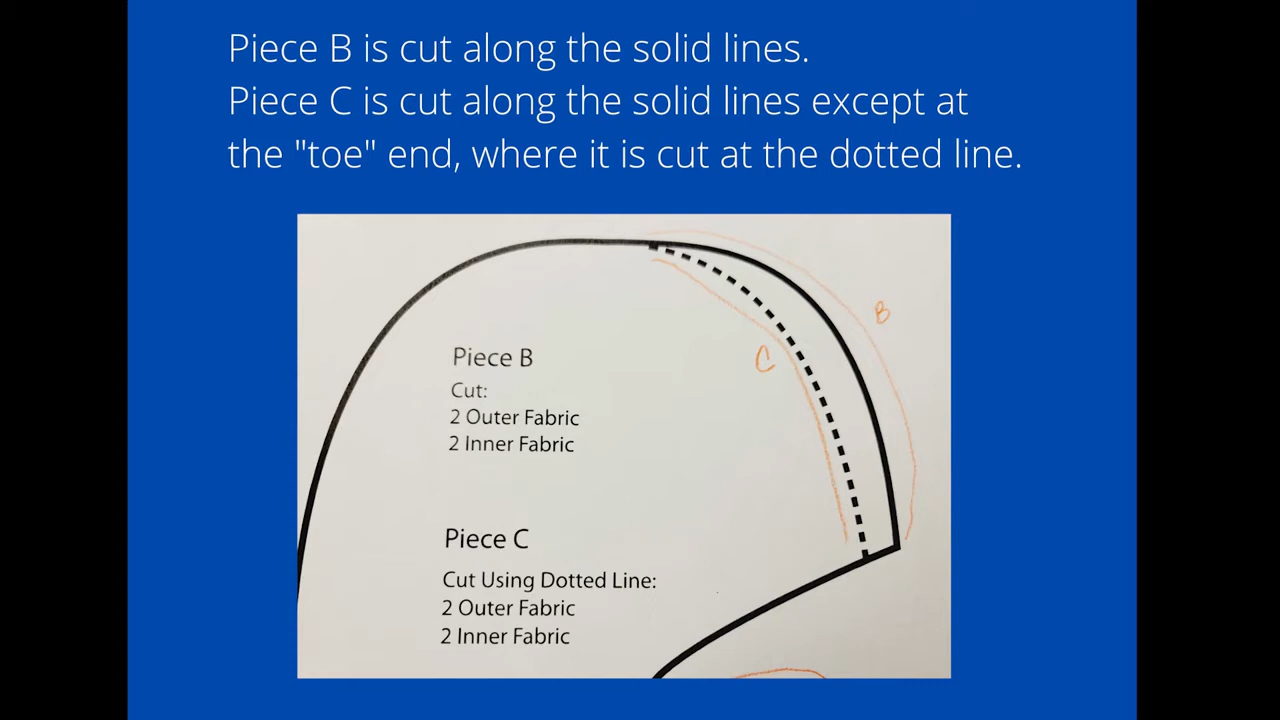 Piece B is cut along the solid lines.
Piece C is cut along the solid lines except at
the "toe" end, where it is cut at the dotted line.
B
C
Piece B
Cut:
2 Outer Fabric
2 Inner Fabric
Piece C
Cut Using Dotted Line:
2 Outer Fabric
2 Inner Fabric